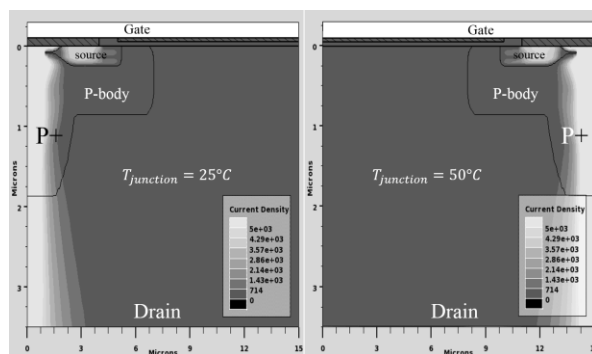 Gate
source
P-body
P+
T_junction = 25°C
Current Density
5e+03
4.29e+03
3.57e+03
2.86e+03
2.14e+03
1.43e+03
714
0
Drain
Microns
0
1
2
3
0 3 6 9 12 15
Microns
Gate
source
P-body
P+
T_junction = 50°C
Current Density
5e+03
4.29e+03
3.57e+03
2.86e+03
2.14e+03
1.43e+03
714
0
Drain
Microns
0
1
2
3
0 3 6 9 12 15
Microns